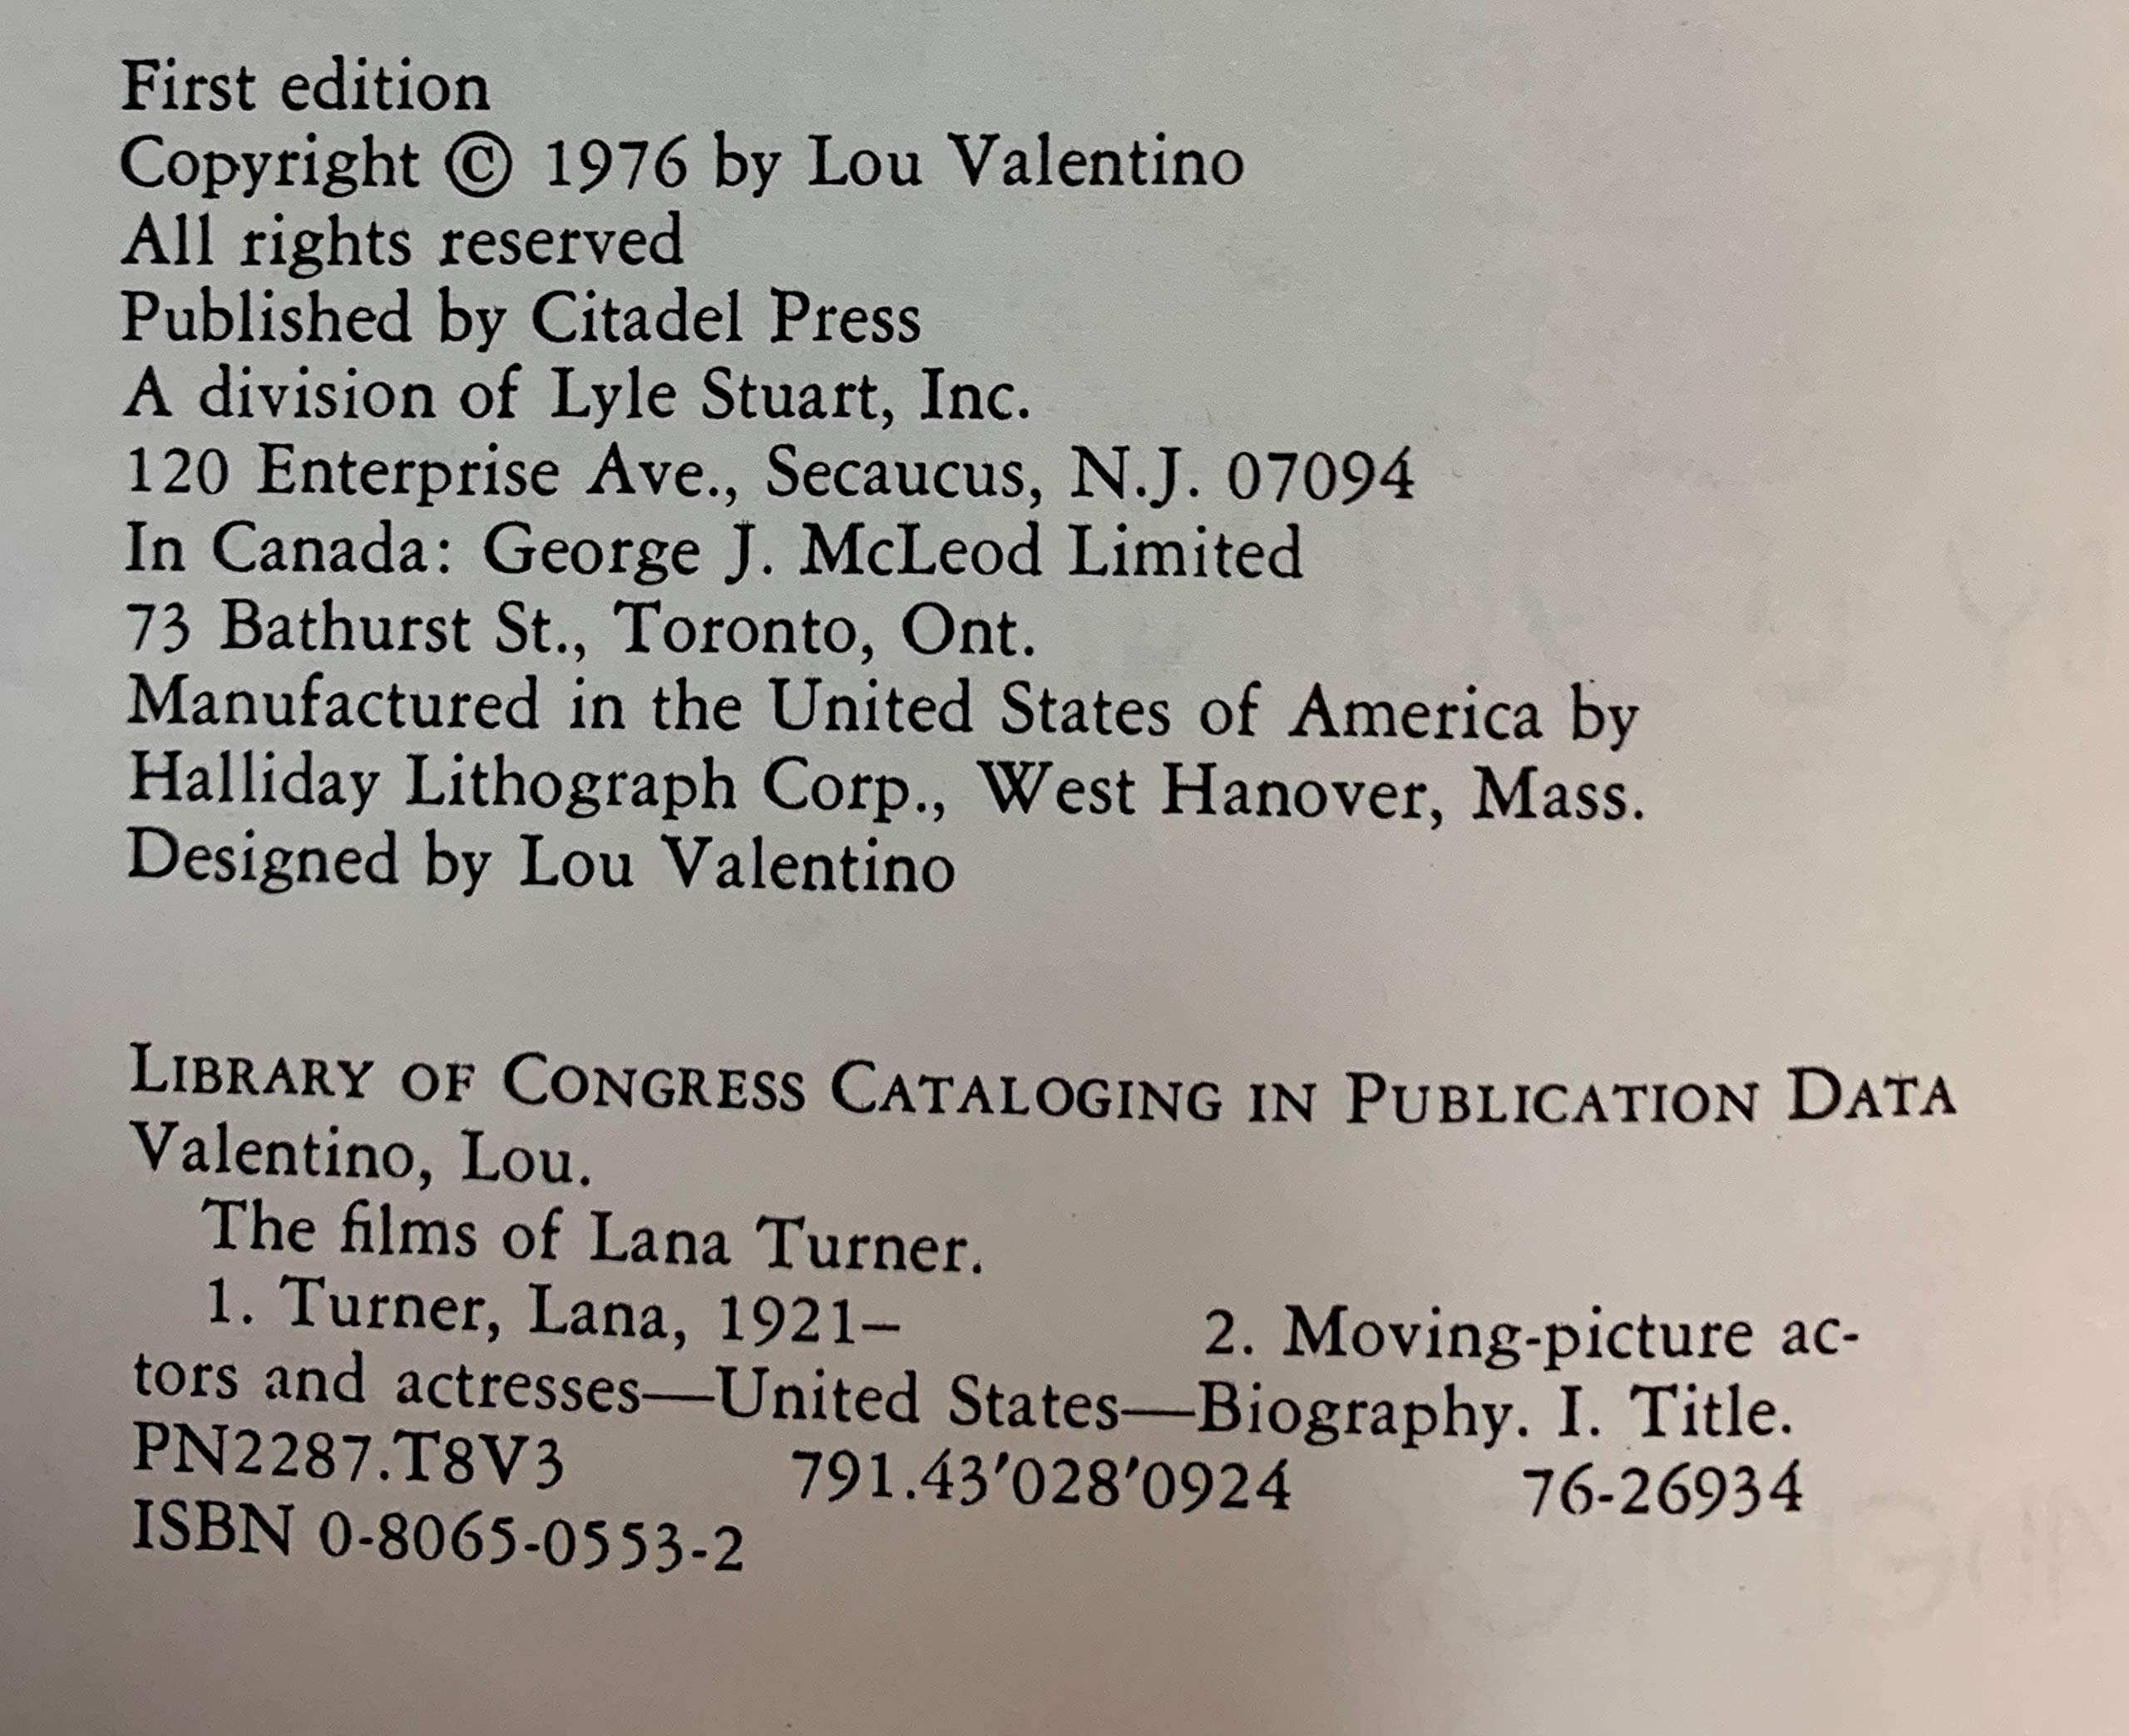 First edition
Copyright © 1976 by Lou Valentino
All rights reserved
Published by Citadel Press
A division of Lyle Stuart, Inc.
120 Enterprise Ave., Secaucus, N.J. 07094
In Canada: George J. McLeod Limited
73 Bathurst St., Toronto, Ont.
Manufactured in the United States of America by
Halliday Lithograph Corp., West Hanover, Mass.
Designed by Lou Valentino
LIBRARY OF CONGRESS CATALOGING IN PUBLICATION DATA
Valentino, Lou.
The films of Lana Turner.
1. Turner, Lana, 1921– 2. Moving-picture ac-
tors and actresses—United States—Biography. I. Title.
PN2287.T8V3 791.43′028′0924 76-26934
ISBN 0-8065-0553-2